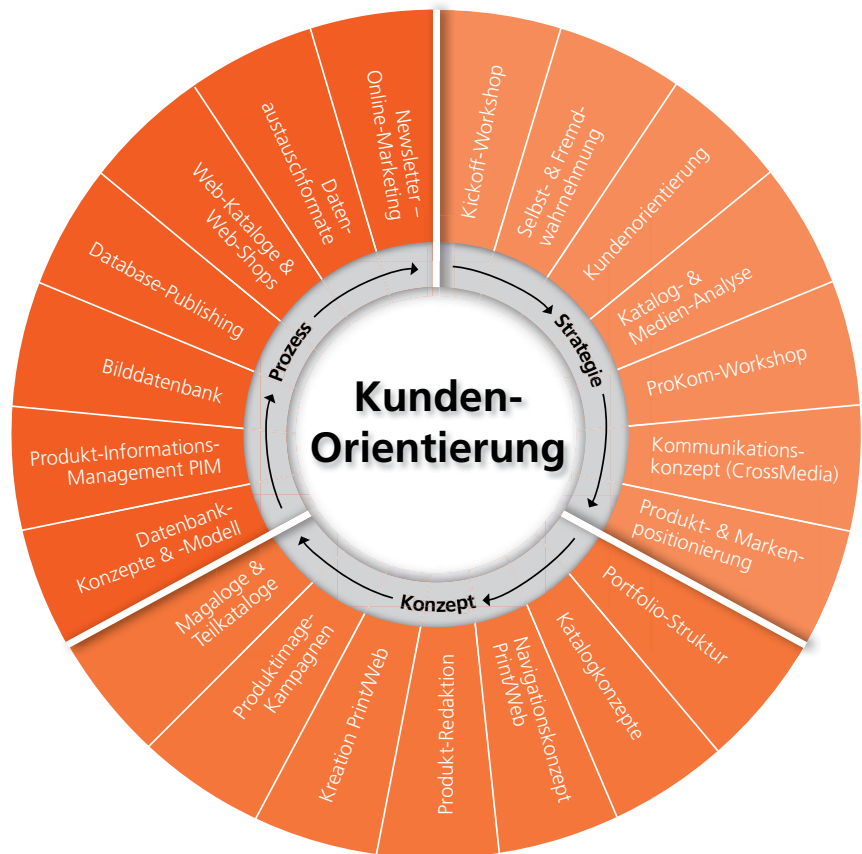 Kunden-
Orientierung
Strategie
Konzept
Prozess
Kickoff-Workshop
Selbst- & Fremd-
wahrnehmung
Kundenorientierung
Katalog- &
Medien-Analyse
ProKom-Workshop
Kommunikations-
konzept (CrossMedia)
Produkt- & Marken-
positionierung
Portfolio-Struktur
Katalogkonzepte
Navigationskonzept
Print/Web
Produkt-Redaktion
Kreation Print/Web
Produktimage-
Kampagnen
Magaloge &
Teilkataloge
Datenbank-
Konzepte & -Modell
Produkt-Informations-
Management PIM
Bilddatenbank
Database-Publishing
Web-Kataloge &
Web-Shops
Daten-
austauschformate
Newsletter –
Online-Marketing